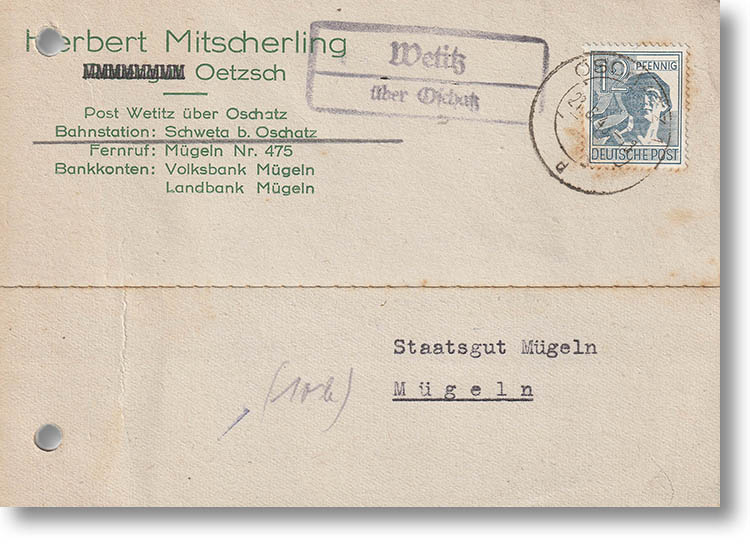 Herbert Mitscherling
Oetzsch
Post Wetitz über Oschatz
Bahnstation: Schweta b. Oschatz
Fernruf: Mügeln Nr. 475
Bankkonten: Volksbank Mügeln
Landbank Mügeln
Wetitz
über Oschatz
12 PFENNIG
DEUTSCHE POST
Staatsgut Mügeln
Mügeln